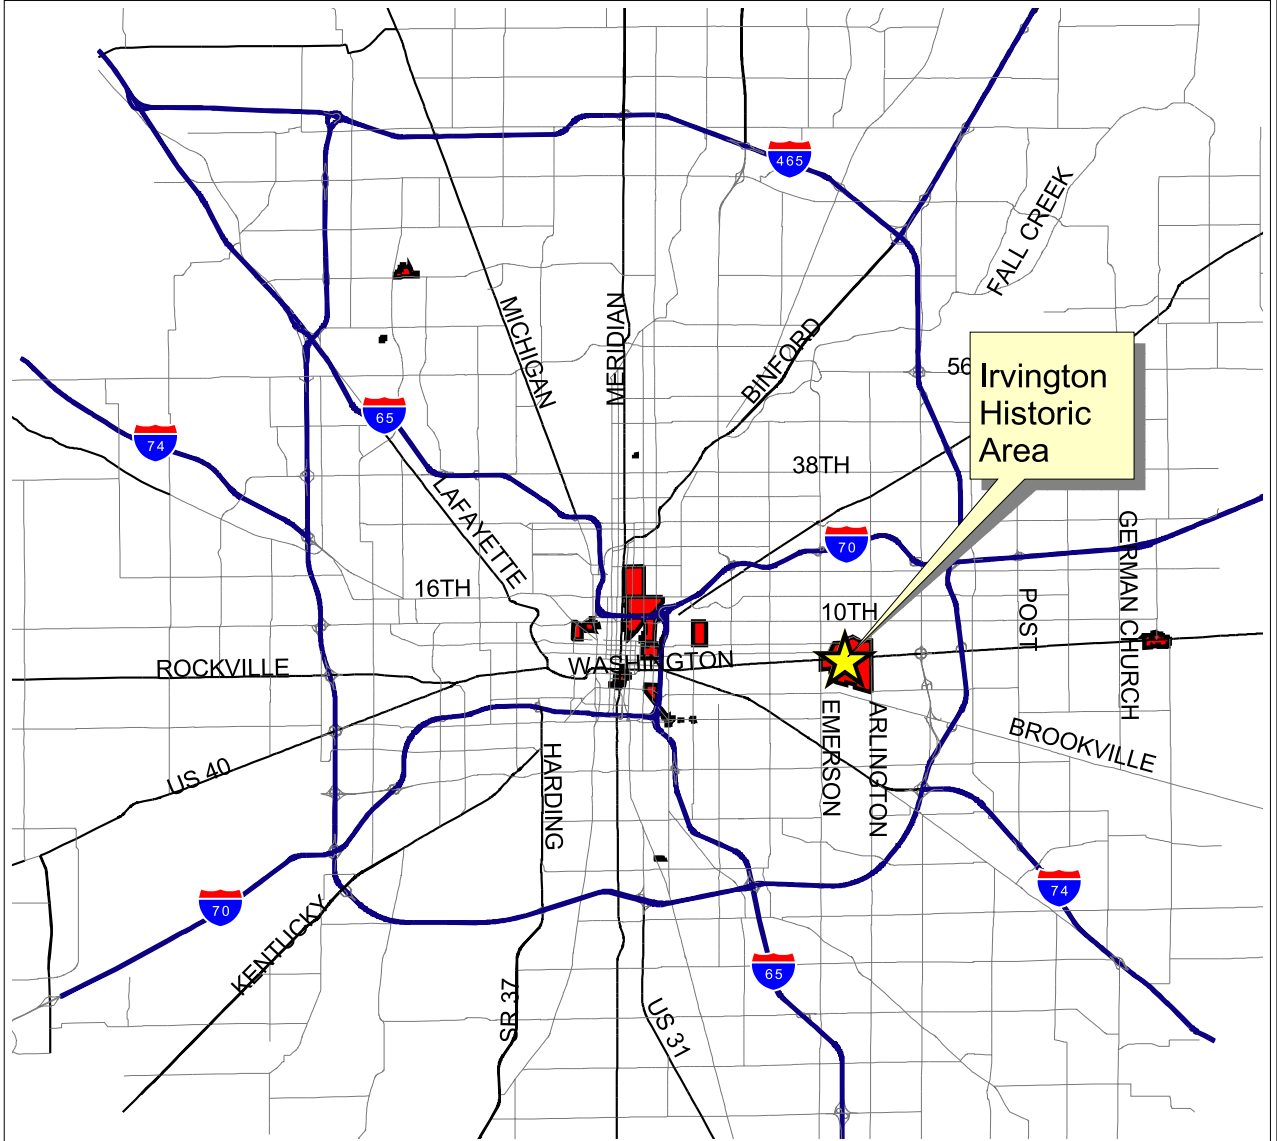 465
FALL CREEK
MICHIGAN
MERIDIAN
BINFORD
56
Irvington
Historic
Area
65
74
38TH
LAFAYETTE
70
GERMAN CHURCH
16TH
10TH
POST
ROCKVILLE
WASHINGTON
EMERSON
ARLINGTON
BROOKVILLE
US 40
HARDING
70
KENTUCKY
74
65
SR 37
US 31